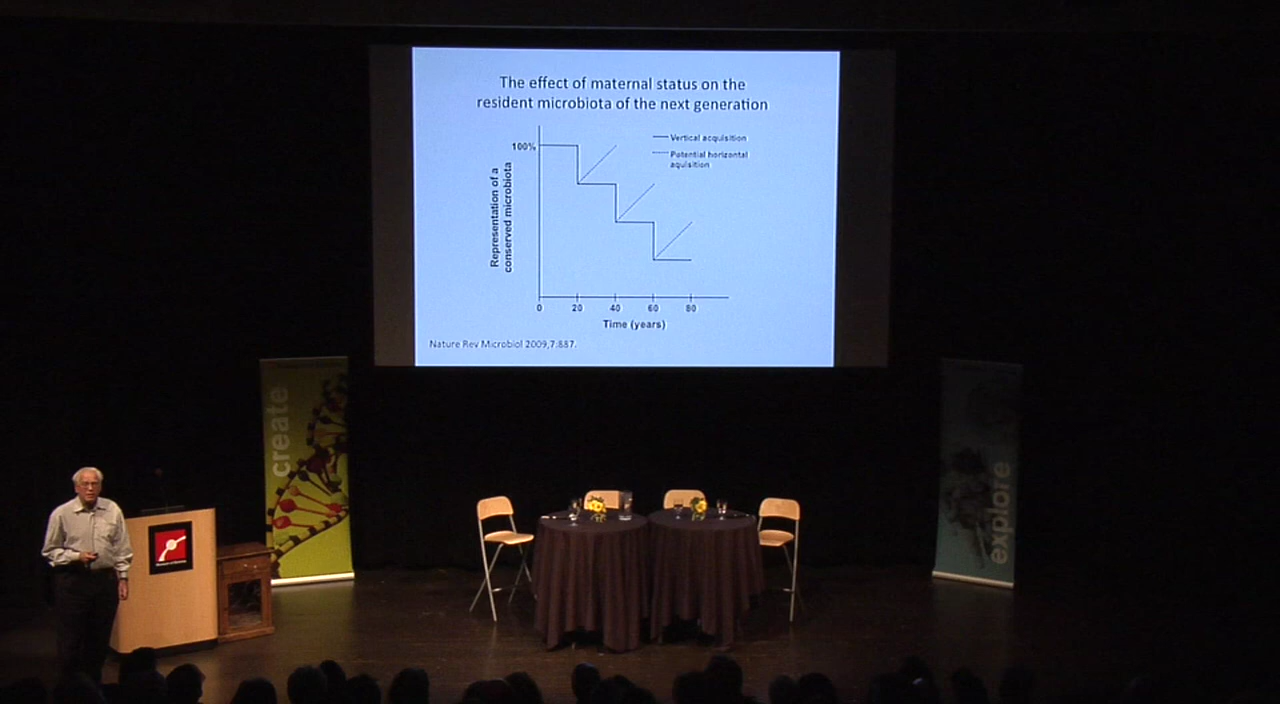 The effect of maternal status on the
resident microbiota of the next generation
100%
Representation of a
conserved microbiota
Vertical acquisition
Potential horizontal
aquisition
0 20 40 60 80
Time (years)
Nature Rev Microbiol 2009,7:887.
create
explore